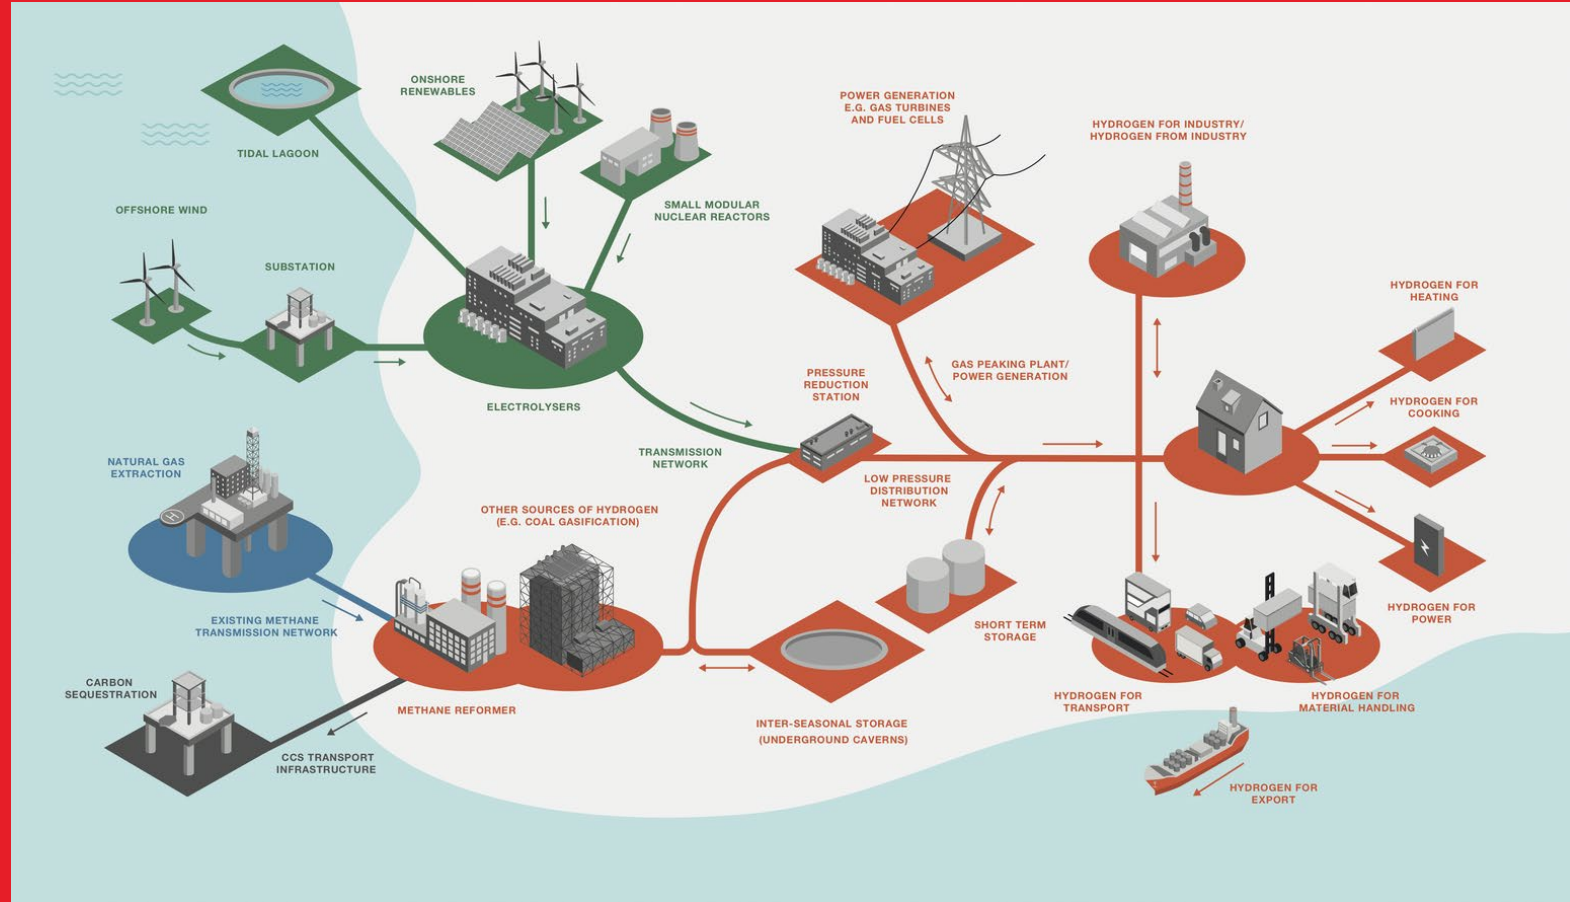 ONSHORE
RENEWABLES
TIDAL LAGOON
OFFSHORE WIND
SUBSTATION
SMALL MODULAR
NUCLEAR REACTORS
ELECTROLYSERS
POWER GENERATION
E.G. GAS TURBINES
AND FUEL CELLS
HYDROGEN FOR INDUSTRY/
HYDROGEN FROM INDUSTRY
GAS PEAKING PLANT/
POWER GENERATION
PRESSURE
REDUCTION
STATION
HYDROGEN FOR
HEATING
HYDROGEN FOR
COOKING
HYDROGEN FOR
POWER
TRANSMISSION
NETWORK
LOW PRESSURE
DISTRIBUTION
NETWORK
NATURAL GAS
EXTRACTION
H
OTHER SOURCES OF HYDROGEN
(E.G. COAL GASIFICATION)
EXISTING METHANE
TRANSMISSION NETWORK
SHORT TERM
STORAGE
CARBON
SEQUESTRATION
METHANE REFORMER
CCS TRANSPORT
INFRASTRUCTURE
INTER-SEASONAL STORAGE
(UNDERGROUND CAVERNS)
HYDROGEN FOR
TRANSPORT
HYDROGEN FOR
MATERIAL HANDLING
HYDROGEN FOR
EXPORT